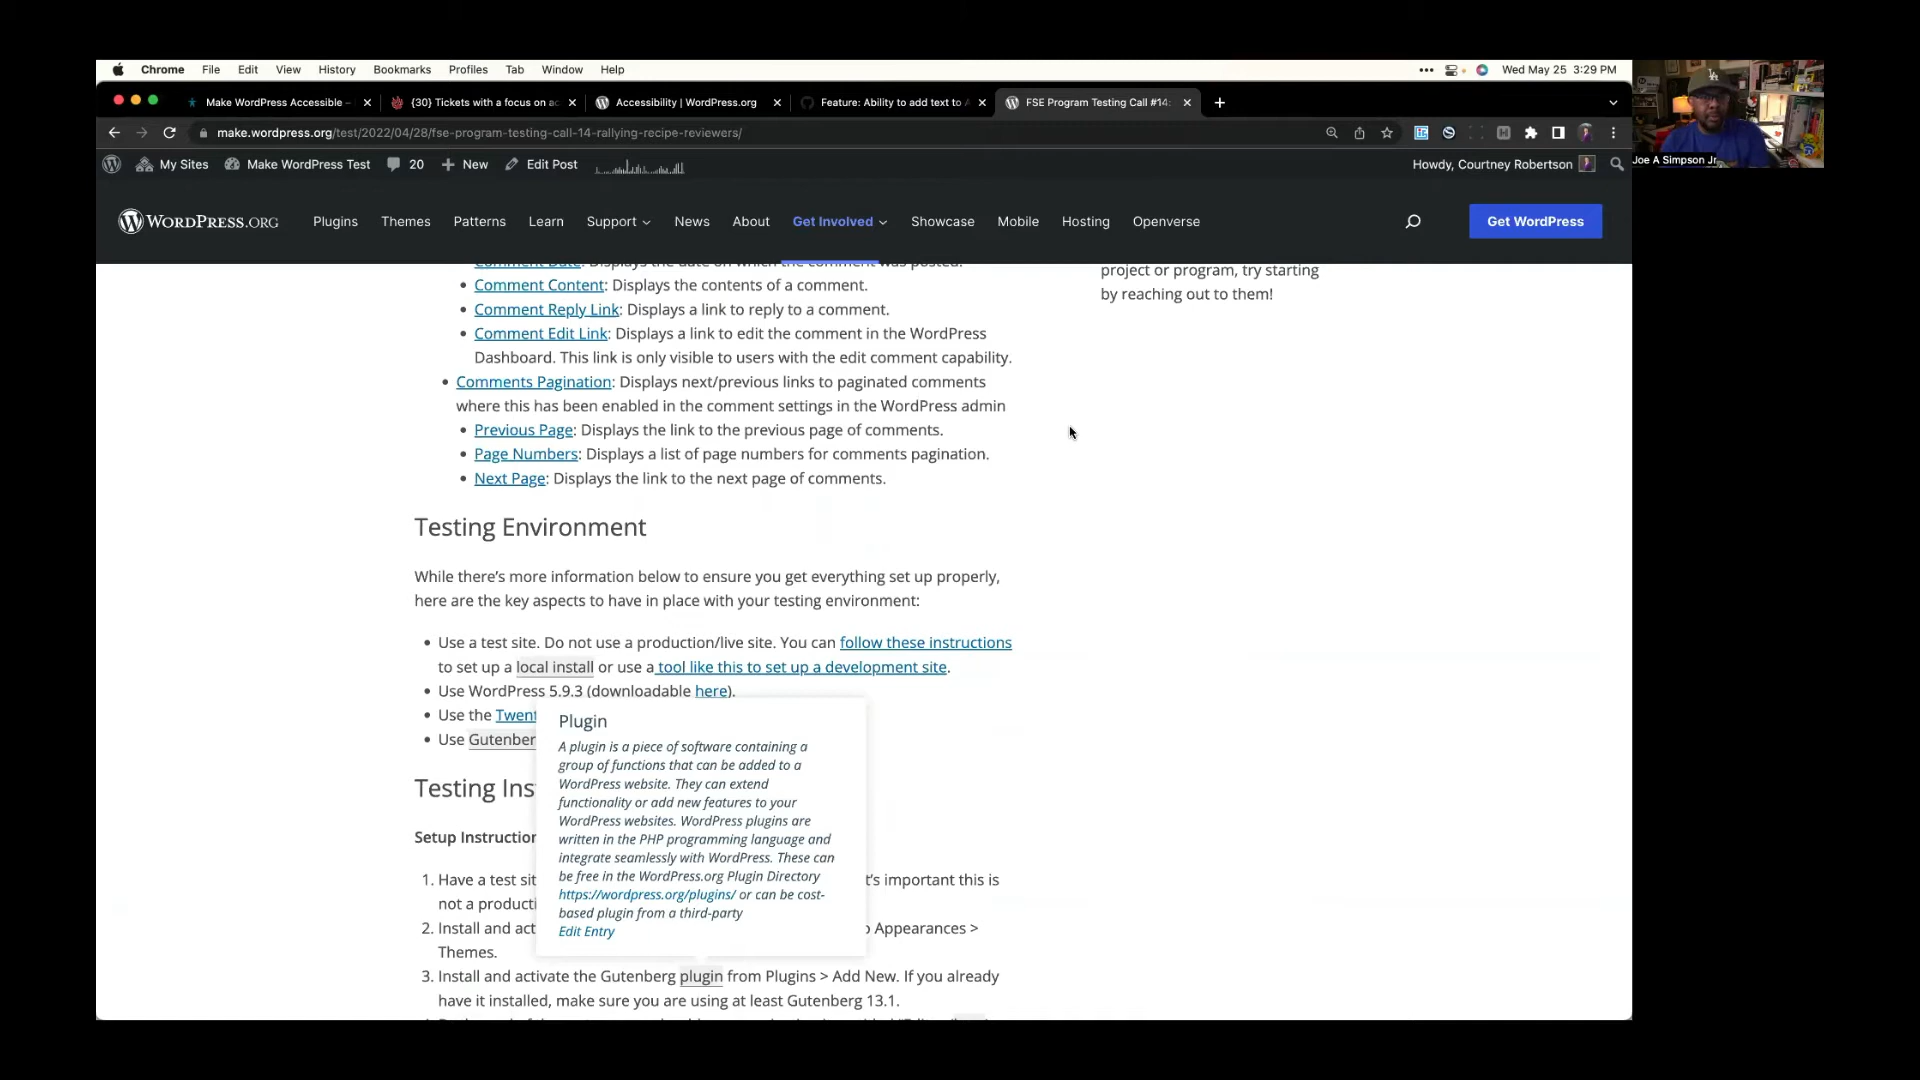 Chrome File Edit View History Bookmarks Profiles Tab Window Help
Wed May 25 3:29 PM
Make WordPress Accessible –
{30} Tickets with a focus on ac
Accessibility | WordPress.org
Feature: Ability to add text to
FSE Program Testing Call #14:
make.wordpress.org/test/2022/04/28/fse-program-testing-call-14-rallying-recipe-reviewers/
Joe A Simpson Jr.
My Sites Make WordPress Test 20 New Edit Post
Howdy, Courtney Robertson
WORDPRESS.ORG
Plugins Themes Patterns Learn Support News About Get Involved Showcase Mobile Hosting Openverse
Get WordPress
Comment Date: Displays the date on which the comment was posted.
• Comment Content: Displays the contents of a comment.
• Comment Reply Link: Displays a link to reply to a comment.
• Comment Edit Link: Displays a link to edit the comment in the WordPress
Dashboard. This link is only visible to users with the edit comment capability.
• Comments Pagination: Displays next/previous links to paginated comments
where this has been enabled in the comment settings in the WordPress admin
• Previous Page: Displays the link to the previous page of comments.
• Page Numbers: Displays a list of page numbers for comments pagination.
• Next Page: Displays the link to the next page of comments.
project or program, try starting
by reaching out to them!
Testing Environment
While there's more information below to ensure you get everything set up properly,
here are the key aspects to have in place with your testing environment:
• Use a test site. Do not use a production/live site. You can follow these instructions
to set up a local install or use a tool like this to set up a development site.
• Use WordPress 5.9.3 (downloadable here).
• Use the Twent
• Use Gutenber
Testing Ins
Setup Instruction
1. Have a test sit
t's important this is
not a producti
2. Install and act
o Appearances >
Themes.
3. Install and activate the Gutenberg plugin from Plugins > Add New. If you already
have it installed, make sure you are using at least Gutenberg 13.1.
Plugin
A plugin is a piece of software containing a
group of functions that can be added to a
WordPress website. They can extend
functionality or add new features to your
WordPress websites. WordPress plugins are
written in the PHP programming language and
integrate seamlessly with WordPress. These can
be free in the WordPress.org Plugin Directory
https://wordpress.org/plugins/ or can be cost-
based plugin from a third-party
Edit Entry